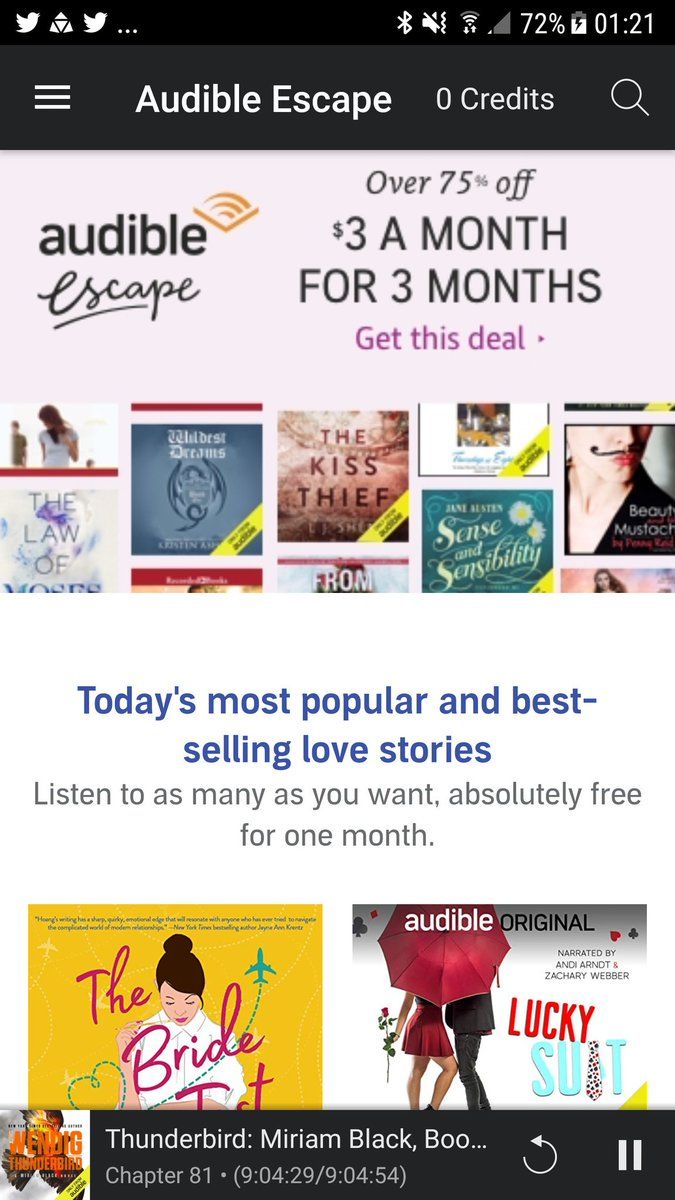 72% 01:21
Audible Escape 0 Credits
audible
escape
Over 75% off
$3 A MONTH
FOR 3 MONTHS
Get this deal
Wildest
Dreams
THE
KISS
THIEF
THE
LAW
OF
MOSES
JANE AUSTEN
Sense
and
Sensibility
Beauty
Mustach
by Penny Reid
Recorded Books
FROM
Today's most popular and best-
selling love stories
Listen to as many as you want, absolutely free
for one month.
"Hoang's writing has a sharp, quirky, emotional edge that will resonate with anyone who has ever tried to navigate
the complicated world of modern relationships." —New York Times bestselling author Jayne Ann Krentz
The
Bride
Test
audible ORIGINAL
NARRATED BY
ANDI ARNDT &
ZACHARY WEBBER
LUCKY
SUIT
WENDIG
THUNDERBIRD
Thunderbird: Miriam Black, Boo...
Chapter 81 • (9:04:29/9:04:54)